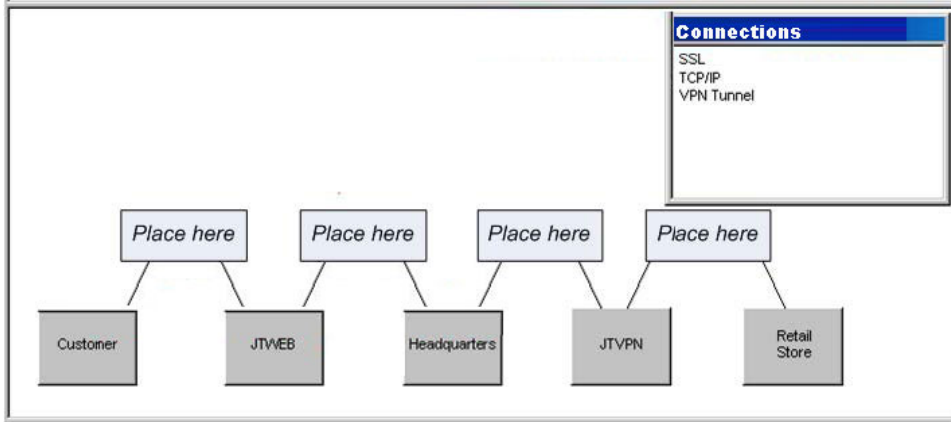 Connections
SSL
TCP/IP
VPN Tunnel
Place here
Place here
Place here
Place here
Customer
JTWEB
Headquarters
JTVPN
Retail
Store